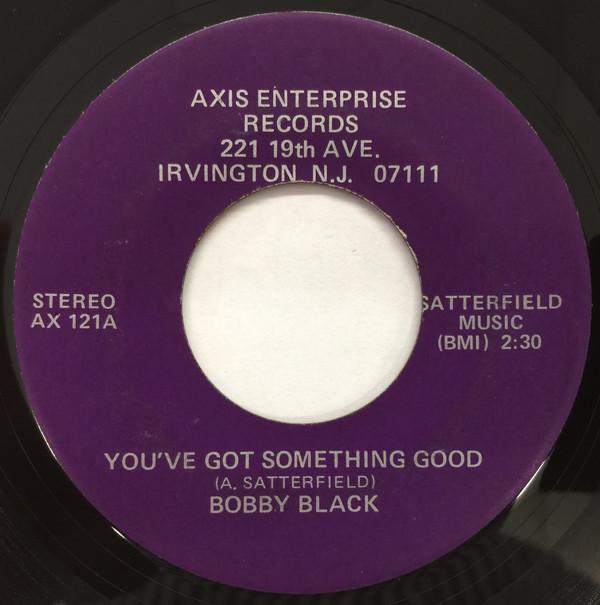 AXIS ENTERPRISE
RECORDS
221 19th AVE.
IRVINGTON N.J. 07111
STEREO
AX 121A
SATTERFIELD
MUSIC
(BMI) 2:30
YOU'VE GOT SOMETHING GOOD
(A. SATTERFIELD)
BOBBY BLACK